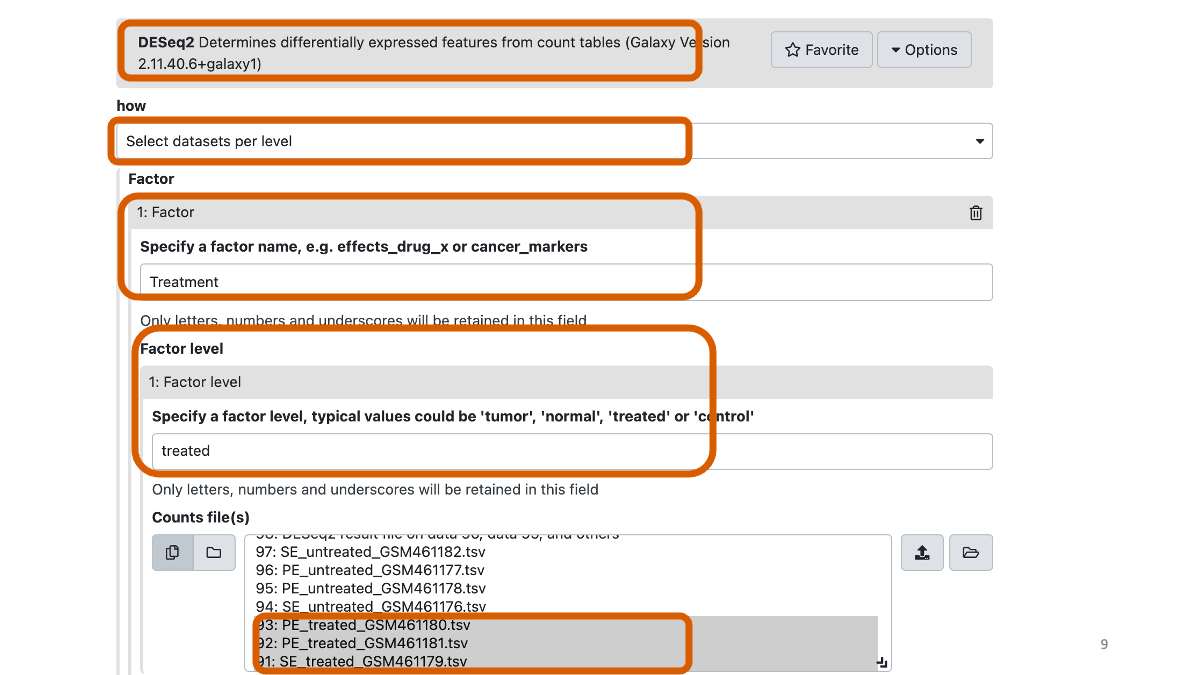 DESeq2 Determines differentially expressed features from count tables (Galaxy Version
2.11.40.6+galaxy1)
Favorite
Options
how
Select datasets per level
Factor
1: Factor
Specify a factor name, e.g. effects_drug_x or cancer_markers
Treatment
Only letters, numbers and underscores will be retained in this field
Factor level
1: Factor level
Specify a factor level, typical values could be 'tumor', 'normal', 'treated' or 'control'
treated
Only letters, numbers and underscores will be retained in this field
Counts file(s)
98: DESeq2 result file on data 96, data 95, and others
97: SE_untreated_GSM461182.tsv
96: PE_untreated_GSM461177.tsv
95: PE_untreated_GSM461178.tsv
94: SE_untreated_GSM461176.tsv
93: PE_treated_GSM461180.tsv
92: PE_treated_GSM461181.tsv
91: SE_treated_GSM461179.tsv
9